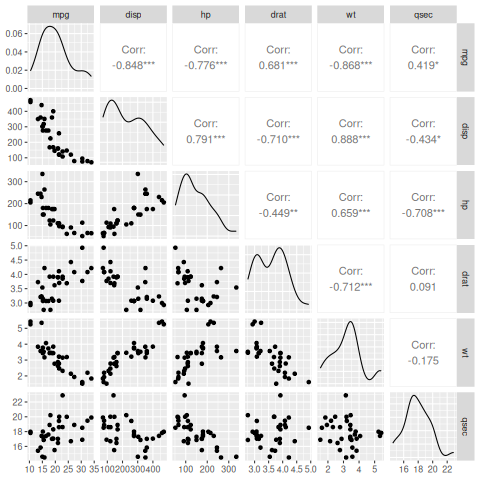 mpg disp hp drat wt qsec
0.06
0.04
0.02
0.00
Corr:
-0.848***
Corr:
-0.776***
Corr:
0.681***
Corr:
-0.868***
Corr:
0.419*
mpg
400
300
200
100
Corr:
0.791***
Corr:
-0.710***
Corr:
0.888***
Corr:
-0.434*
disp
300
200
100
Corr:
-0.449**
Corr:
0.659***
Corr:
-0.708***
hp
5.0
4.5
4.0
3.5
3.0
Corr:
-0.712***
Corr:
0.091
drat
5
4
3
2
Corr:
-0.175
wt
22
20
18
16
qsec
10 15 20 25 30 35 100 200 300 400 100 200 300 3.0 3.5 4.0 4.5 5.0 2 3 4 5 16 18 20 22